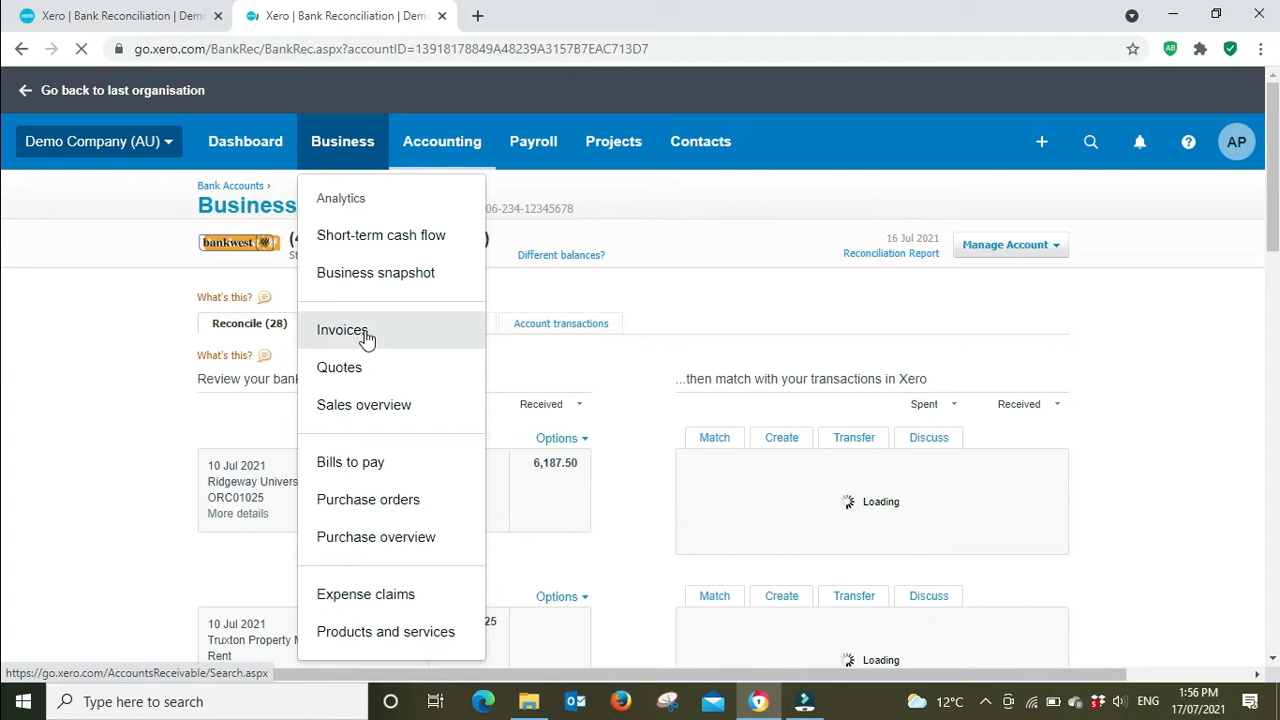 Xero | Bank Reconciliation | Demo
Xero | Bank Reconciliation | Dem
go.xero.com/BankRec/BankRec.aspx?accountID=13918178849A48239A3157B7EAC713D7
Go back to last organisation
Demo Company (AU)
Dashboard
Business
Accounting
Payroll
Projects
Contacts
AP
Bank Accounts ›
Business
06-234-12345678
bankwest
Different balances?
16 Jul 2021
Reconciliation Report
Manage Account
Analytics
Short-term cash flow
Business snapshot
Invoices
Quotes
Sales overview
Bills to pay
Purchase orders
Purchase overview
Expense claims
Products and services
What's this?
Reconcile (28)
Account transactions
What's this?
Review your bank
...then match with your transactions in Xero
Received
Spent
Received
Options
Match
Create
Transfer
Discuss
10 Jul 2021
Ridgeway Univers
ORC01025
More details
6,187.50
Loading
Options
Match
Create
Transfer
Discuss
10 Jul 2021
Truxton Property M
Rent
25
Loading
https://go.xero.com/AccountsReceivable/Search.aspx
Type here to search
12°C
ENG
1:56 PM
17/07/2021